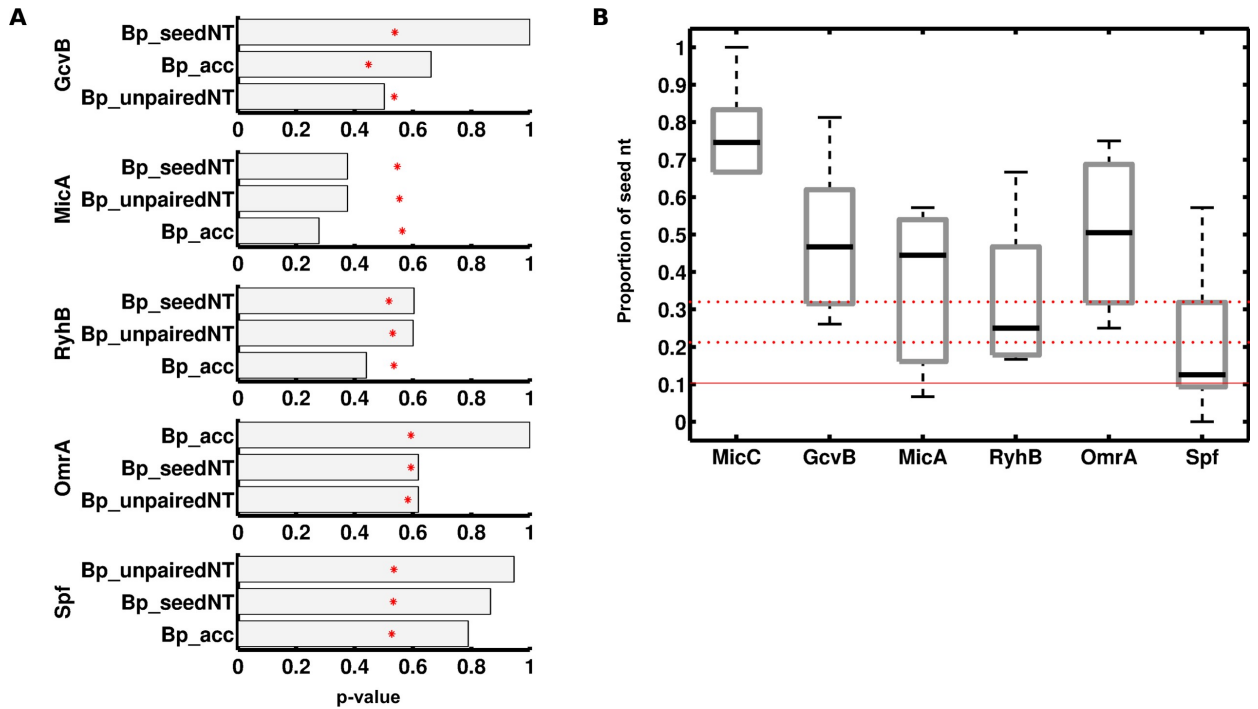 A
GcvB
Bp_seedNT
Bp_acc
Bp_unpairedNT
0 0.2 0.4 0.6 0.8 1
MicA
Bp_seedNT
Bp_unpairedNT
Bp_acc
0 0.2 0.4 0.6 0.8 1
RyhB
Bp_seedNT
Bp_unpairedNT
Bp_acc
0 0.2 0.4 0.6 0.8 1
OmrA
Bp_acc
Bp_seedNT
Bp_unpairedNT
0 0.2 0.4 0.6 0.8 1
Spf
Bp_unpairedNT
Bp_seedNT
Bp_acc
0 0.2 0.4 0.6 0.8 1
p-value
B
Proportion of seed nt
1
0.9
0.8
0.7
0.6
0.5
0.4
0.3
0.2
0.1
0
MicC GcvB MicA RyhB OmrA Spf